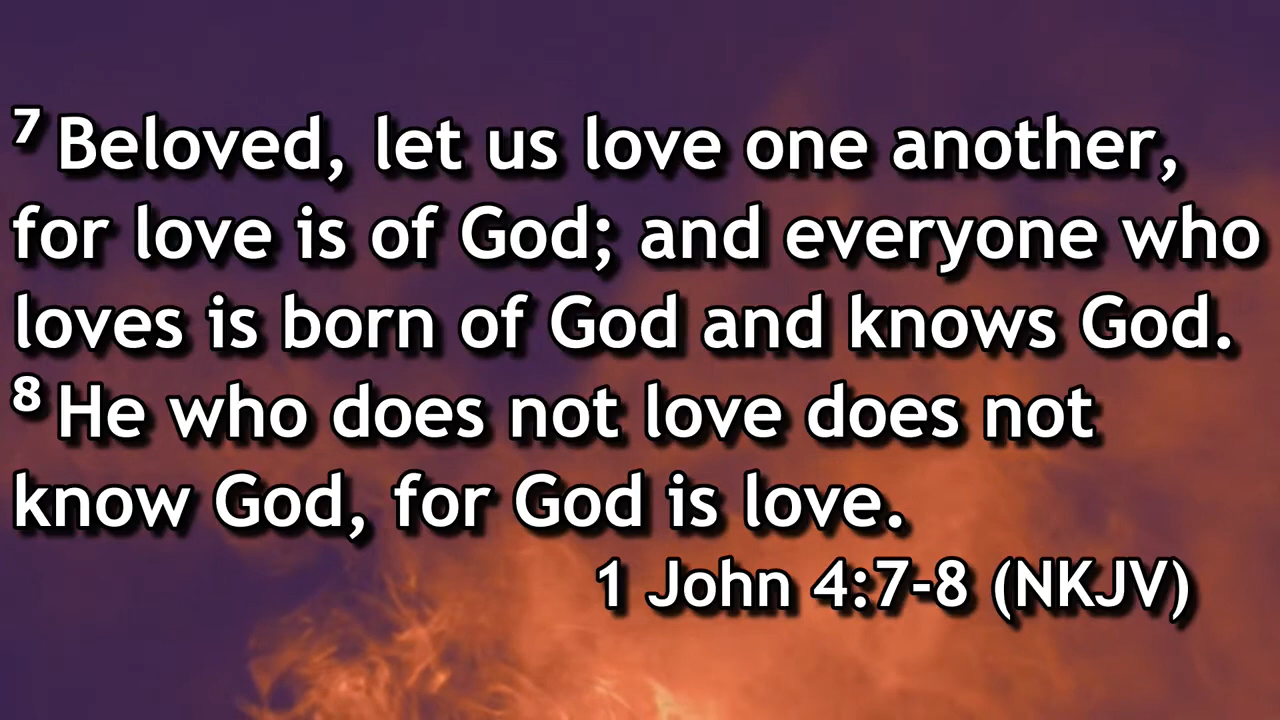 7 Beloved, let us love one another,
for love is of God; and everyone who
loves is born of God and knows God.
8 He who does not love does not
know God, for God is love.
1 John 4:7-8 (NKJV)